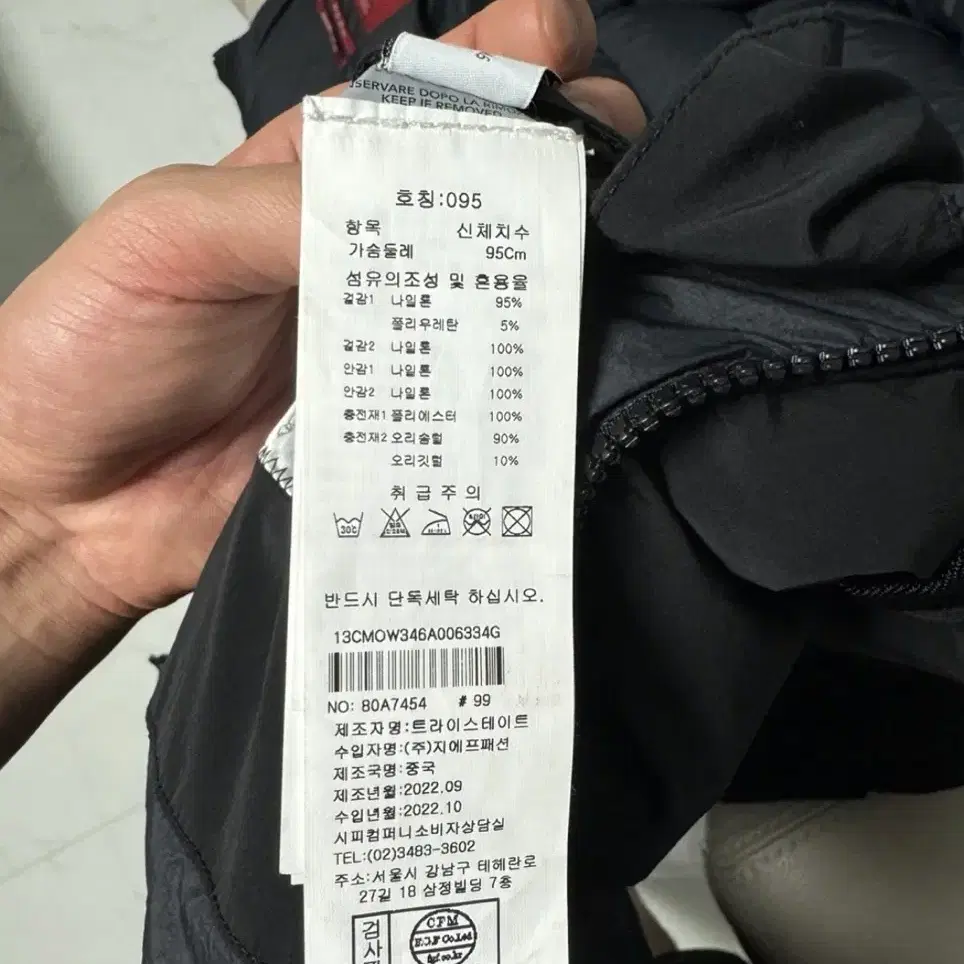 SERVARE DOPO LA RIMO
KEEP IF REMOVED
호칭:095
항목 신체치수
가슴둘레 95Cm
섬유의조성 및 혼용율
겉감1 나일론 95%
폴리우레탄 5%
겉감2 나일론 100%
안감1 나일론 100%
안감2 나일론 100%
충전재1 폴리에스터 100%
충전재2 오리솜털 90%
오리깃털 10%
취급주의
30℃
반드시 단독세탁 하십시오.
13CMOW346A006334G
NO: 80A7454 # 99
제조자명:트라이스테이트
수입자명:(주)지에프패션
제조국명:중국
제조년월:2022.09
수입년월:2022.10
시피컴퍼니소비자상담실
TEL:(02)3483-3602
주소:서울시 강남구 테헤란로
27길 18 삼정빌딩 7층
검사
CFM